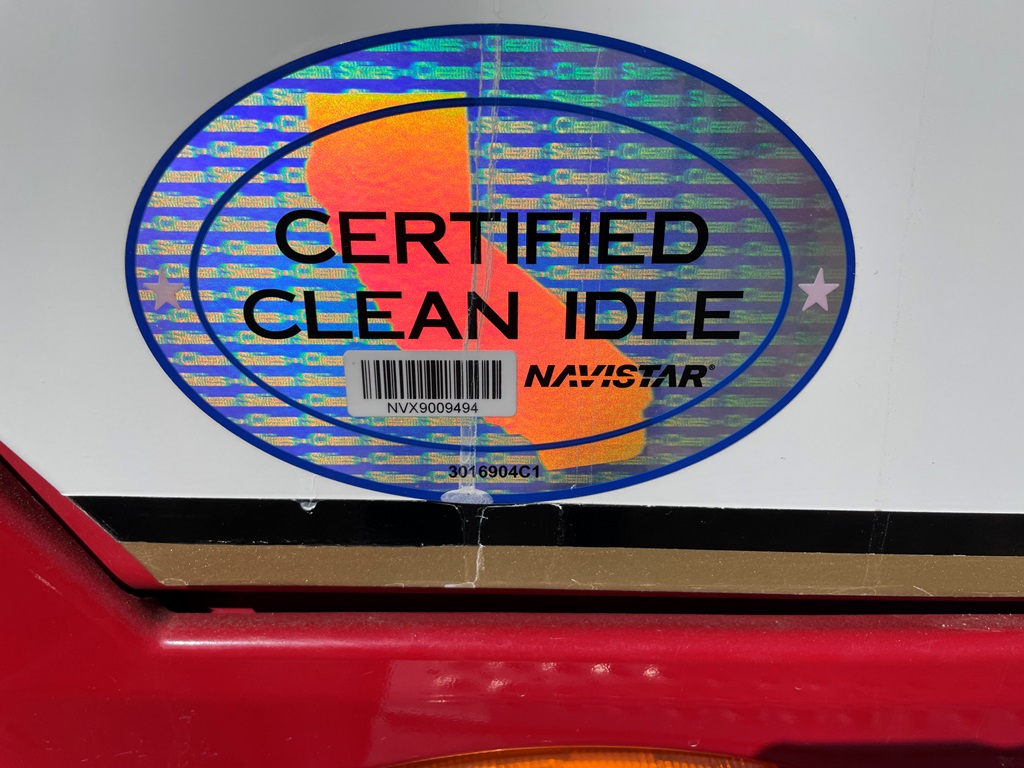 CERTIFIED
CLEAN IDLE
NAVISTAR®
NVX9009494
3016904C1